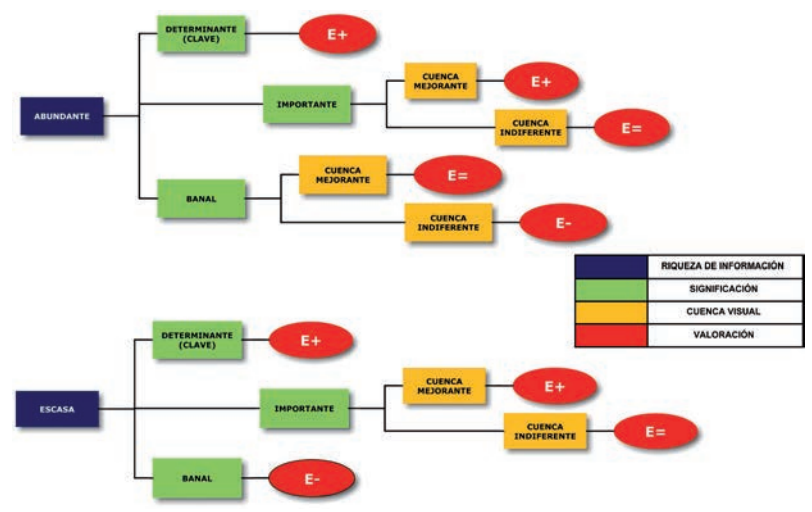 DETERMINANTE
(CLAVE)
E+
CUENCA
MEJORANTE
E+
ABUNDANTE
IMPORTANTE
CUENCA
INDIFERENTE
E=
BANAL
CUENCA
MEJORANTE
E=
CUENCA
INDIFERENTE
E-
RIQUEZA DE INFORMACIÓN
SIGNIFICACIÓN
CUENCA VISUAL
VALORACIÓN
DETERMINANTE
(CLAVE)
E+
CUENCA
MEJORANTE
E+
ESCASA
IMPORTANTE
CUENCA
INDIFERENTE
E=
BANAL
E-